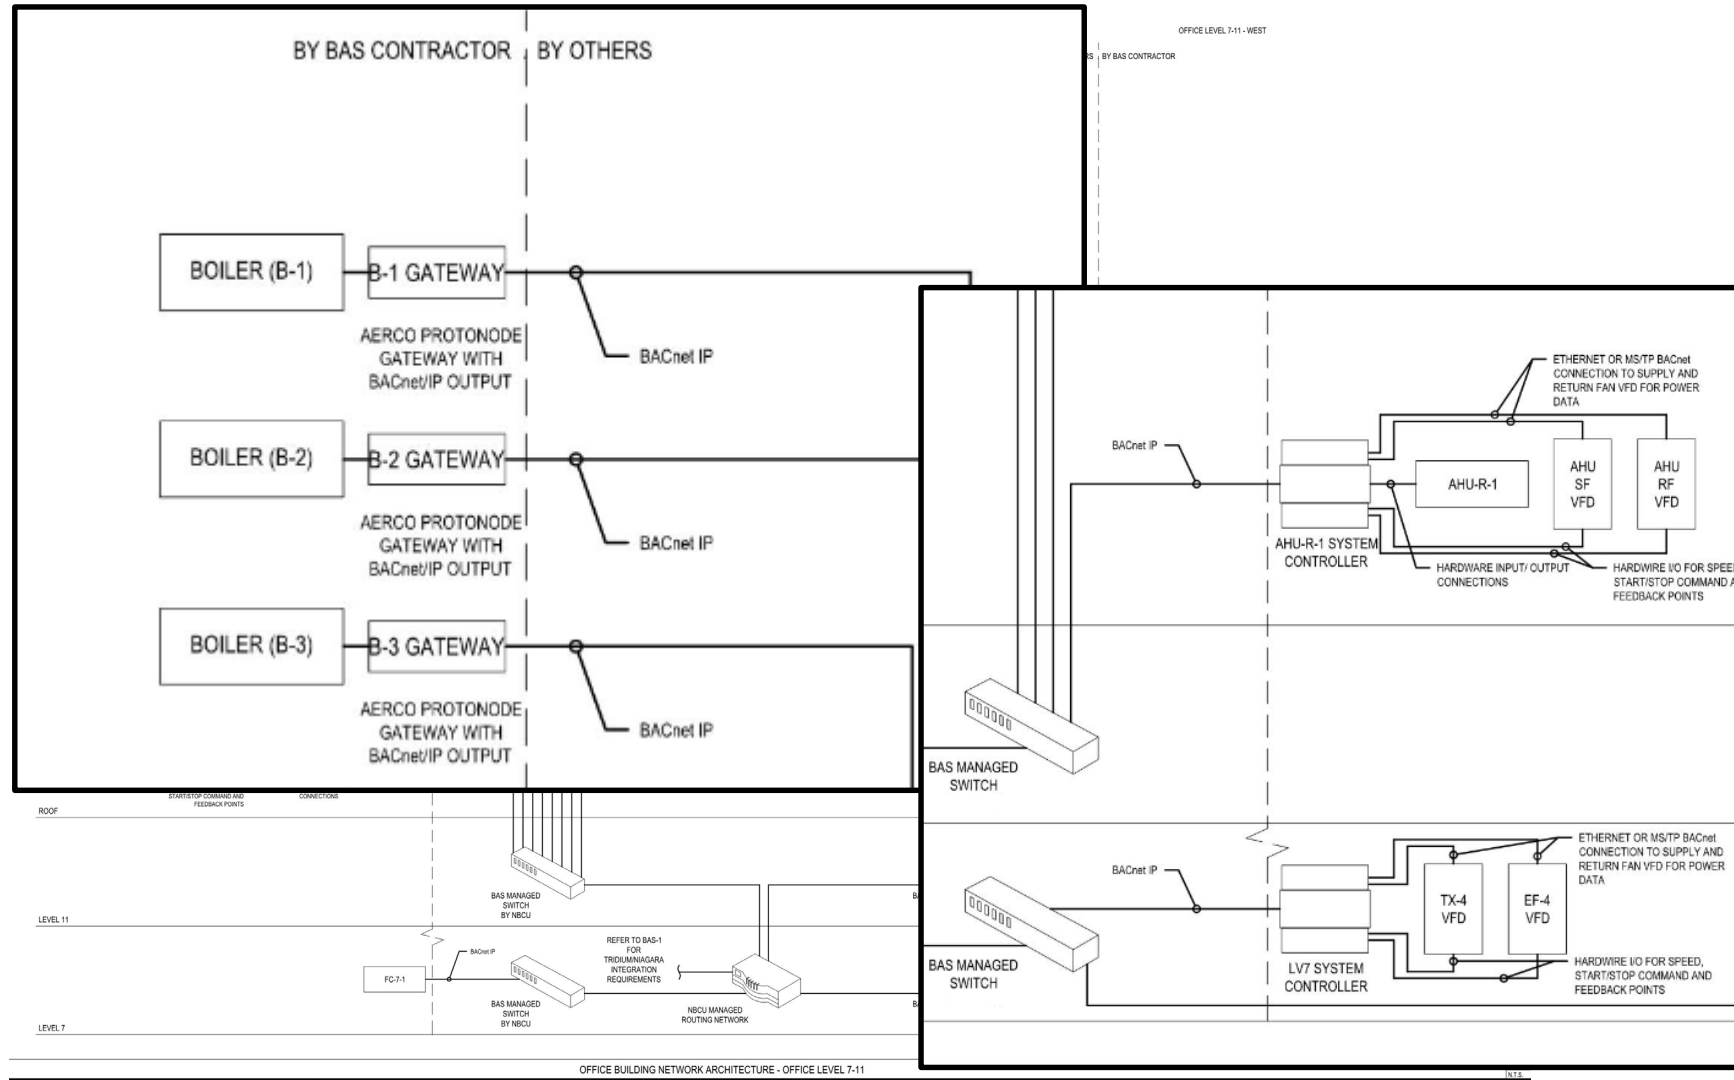 OFFICE LEVEL 7-11 - WEST
BY BAS CONTRACTOR
BY BAS CONTRACTOR
BY OTHERS
BOILER (B-1)
B-1 GATEWAY
AERCO PROTONODE
GATEWAY WITH
BACnet/IP OUTPUT
BACnet IP
BOILER (B-2)
B-2 GATEWAY
AERCO PROTONODE
GATEWAY WITH
BACnet/IP OUTPUT
BACnet IP
BOILER (B-3)
B-3 GATEWAY
AERCO PROTONODE
GATEWAY WITH
BACnet/IP OUTPUT
BACnet IP
ETHERNET OR MS/TP BACnet
CONNECTION TO SUPPLY AND
RETURN FAN VFD FOR POWER
DATA
BACnet IP
AHU-R-1
AHU
SF
VFD
AHU
RF
VFD
AHU-R-1 SYSTEM
CONTROLLER
HARDWARE INPUT/ OUTPUT
CONNECTIONS
HARDWIRE I/O FOR
START/STOP COMMAND
FEEDBACK POINTS
BAS MANAGED
SWITCH
ETHERNET OR MS/TP BACnet
CONNECTION TO SUPPLY AND
RETURN FAN VFD FOR POWER
DATA
BACnet IP
TX-4
VFD
EF-4
VFD
LV7 SYSTEM
CONTROLLER
HARDWIRE I/O FOR SPEED,
START/STOP COMMAND AND
FEEDBACK POINTS
BAS MANAGED
SWITCH
START/STOP COMMAND AND
FEEDBACK POINTS
CONNECTIONS
ROOF
BAS MANAGED
SWITCH
BY NBCU
LEVEL 11
REFER TO BAS-1
FOR
TRIDIUM/NIAGARA
INTEGRATION
REQUIREMENTS
BACnet IP
FC-7-1
BAS MANAGED
SWITCH
BY NBCU
NBCU MANAGED
ROUTING NETWORK
LEVEL 7
OFFICE BUILDING NETWORK ARCHITECTURE - OFFICE LEVEL 7-11
N.T.S.